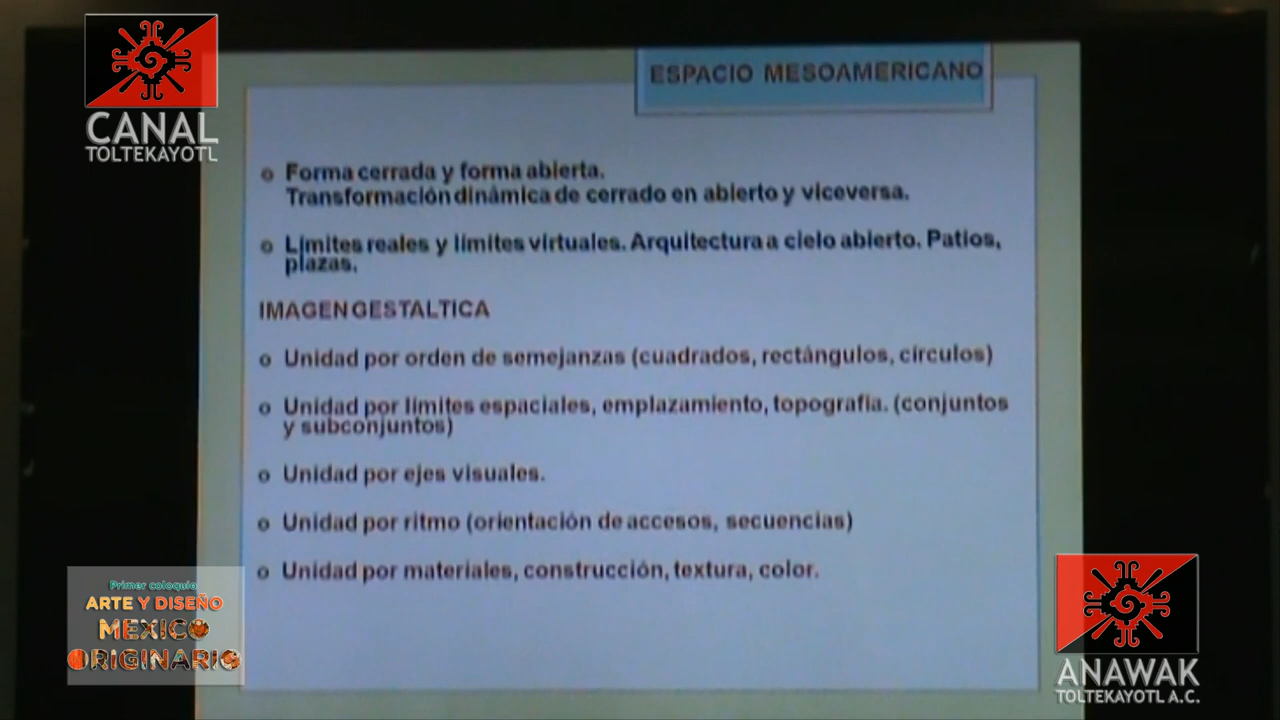 CANAL
TOLTEKAYOTL
ESPACIO MESOAMERICANO
o Forma cerrada y forma abierta.
Transformación dinámica de cerrado en abierto y viceversa.
o Límites reales y límites virtuales. Arquitectura a cielo abierto. Patios,
plazas.
IMAGEN GESTALTICA
o Unidad por orden de semejanzas (cuadrados, rectángulos, círculos)
o Unidad por límites espaciales, emplazamiento, topografía. (conjuntos
y subconjuntos)
o Unidad por ejes visuales.
o Unidad por ritmo (orientación de accesos, secuencias)
o Unidad por materiales, construcción, textura, color.
Primer coloquio
ARTE Y DISEÑO
MEXICO
ORIGINARIO
ANAWAK
TOLTEKAYOTL A.C.